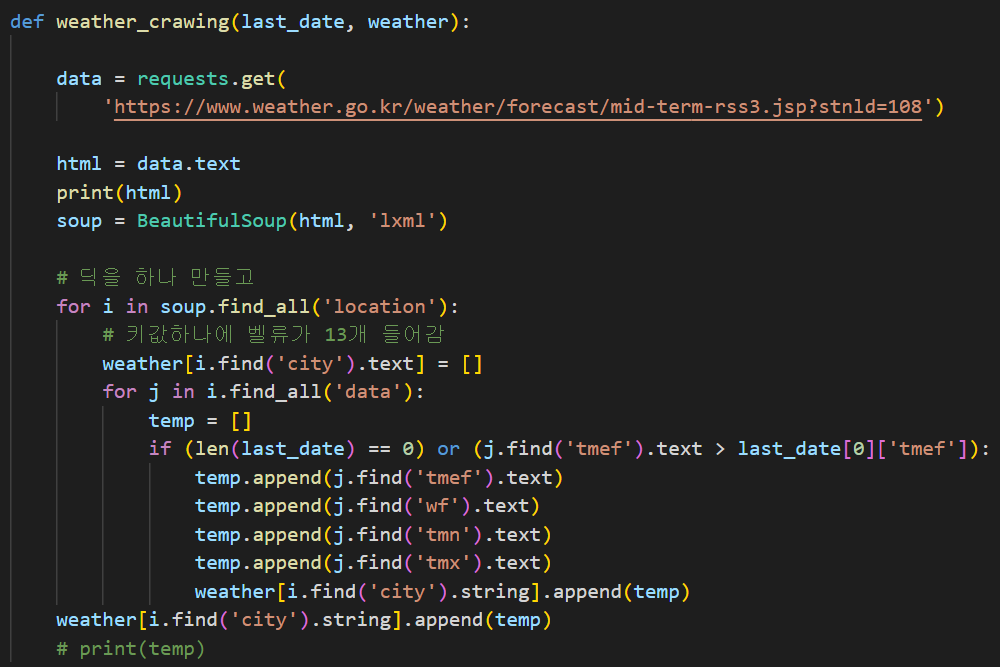 def weather_crawing(last_date, weather):
data = requests.get(
'https://www.weather.go.kr/weather/forecast/mid-term-rss3.jsp?stnld=108')
html = data.text
print(html)
soup = BeautifulSoup(html, 'lxml')
# 딕을 하나 만들고
for i in soup.find_all('location'):
# 키값하나에 벨류가 13개 들어감
weather[i.find('city').text] = []
for j in i.find_all('data'):
temp = []
if (len(last_date) == 0) or (j.find('tmef').text > last_date[0]['tmef']):
temp.append(j.find('tmef').text)
temp.append(j.find('wf').text)
temp.append(j.find('tmn').text)
temp.append(j.find('tmx').text)
weather[i.find('city').string].append(temp)
weather[i.find('city').string].append(temp)
# print(temp)